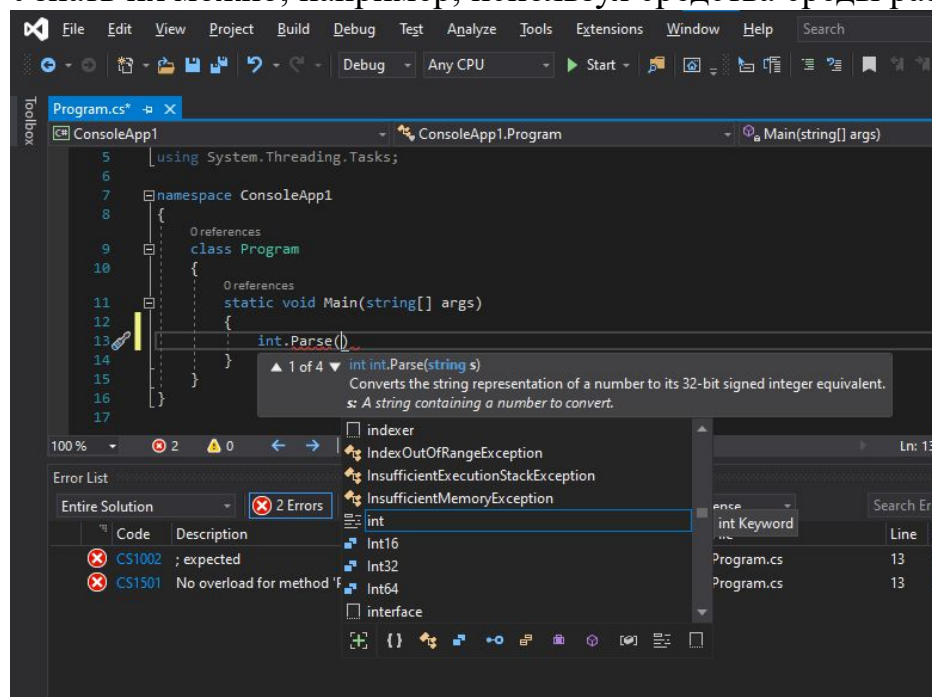 File Edit View Project Build Debug Test Analyze Tools Extensions Window Help Search
Debug Any CPU Start
Toolbox
Program.cs*
ConsoleApp1 ConsoleApp1.Program Main(string[] args)
5 using System.Threading.Tasks;
6
7 namespace ConsoleApp1
8 {
0 references
9 class Program
10 {
0 references
11 static void Main(string[] args)
12 {
13 int.Parse()
14 }
15 }
16 }
17
1 of 4 int int.Parse(string s)
Converts the string representation of a number to its 32-bit signed integer equivalent.
s: A string containing a number to convert.
100 % 2 0 Ln: 13
indexer
IndexOutOfRangeException
InsufficientExecutionStackException
InsufficientMemoryException
int
int Keyword
Int16
Int32
Int64
interface
Error List
Entire Solution 2 Errors Search
Code Description Line
CS1002 ; expected Program.cs 13
CS1501 No overload for method Program.cs 13